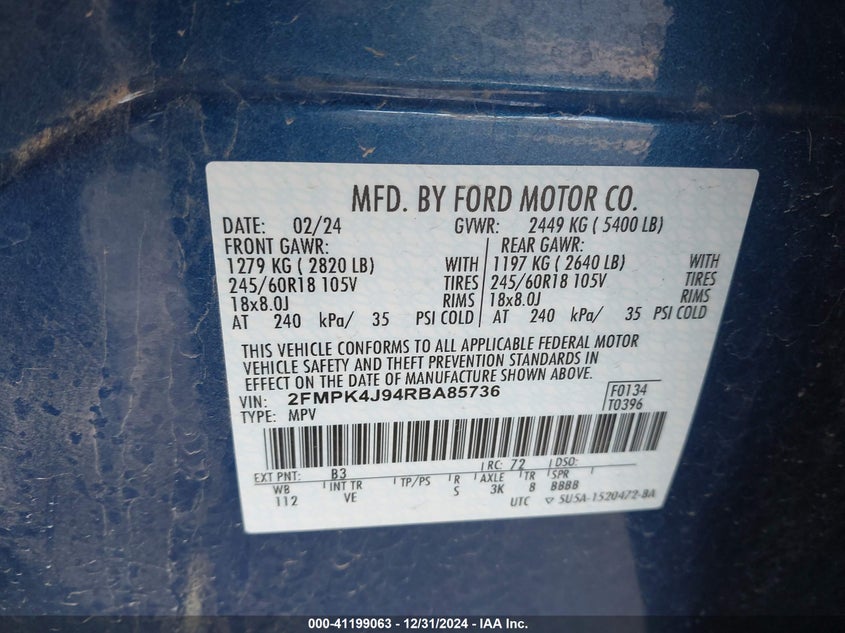 MFD. BY FORD MOTOR CO.
DATE: 02/24 GVWR: 2449 KG ( 5400 LB)
FRONT GAWR: REAR GAWR:
1279 KG ( 2820 LB) WITH 1197 KG ( 2640 LB) WITH
245/60R18 105V TIRES 245/60R18 105V TIRES
18x8.0J RIMS 18x8.0J RIMS
AT 240 kPa/ 35 PSI COLD AT 240 kPa/ 35 PSI COLD
THIS VEHICLE CONFORMS TO ALL APPLICABLE FEDERAL MOTOR
VEHICLE SAFETY AND THEFT PREVENTION STANDARDS IN
EFFECT ON THE DATE OF MANUFACTURE SHOWN ABOVE.
VIN: 2FMPK4J94RBA85736 F0134
TYPE: MPV T0396
EXT PNT: B3 RC: 72 DSO:
WB INT TR TP/PS R AXLE TR SPR
112 VE S 3K 8 BBBB
UTC ▽ 5U5A-1520472-BA
000-41199063 - 12/31/2024 - IAA Inc.